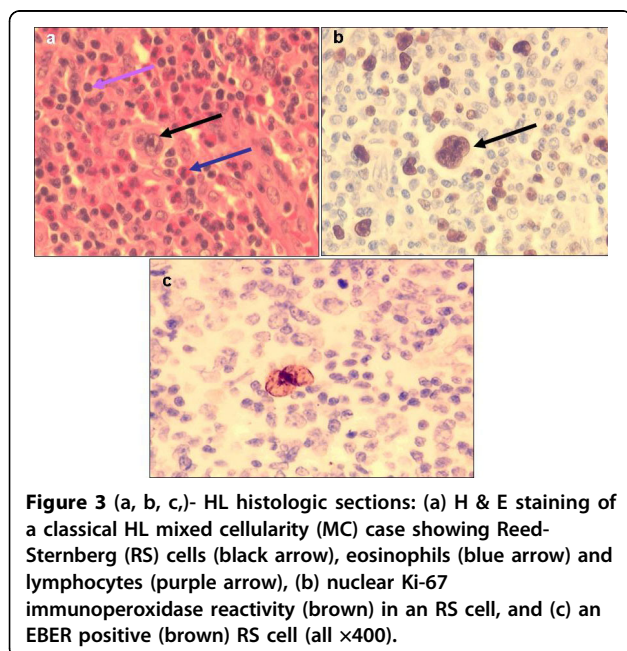 a
b
c
Figure 3 (a, b, c,)- HL histologic sections: (a) H & E staining of
a classical HL mixed cellularity (MC) case showing Reed-
Sternberg (RS) cells (black arrow), eosinophils (blue arrow) and
lymphocytes (purple arrow), (b) nuclear Ki-67
immunoperoxidase reactivity (brown) in an RS cell, and (c) an
EBER positive (brown) RS cell (all ×400).